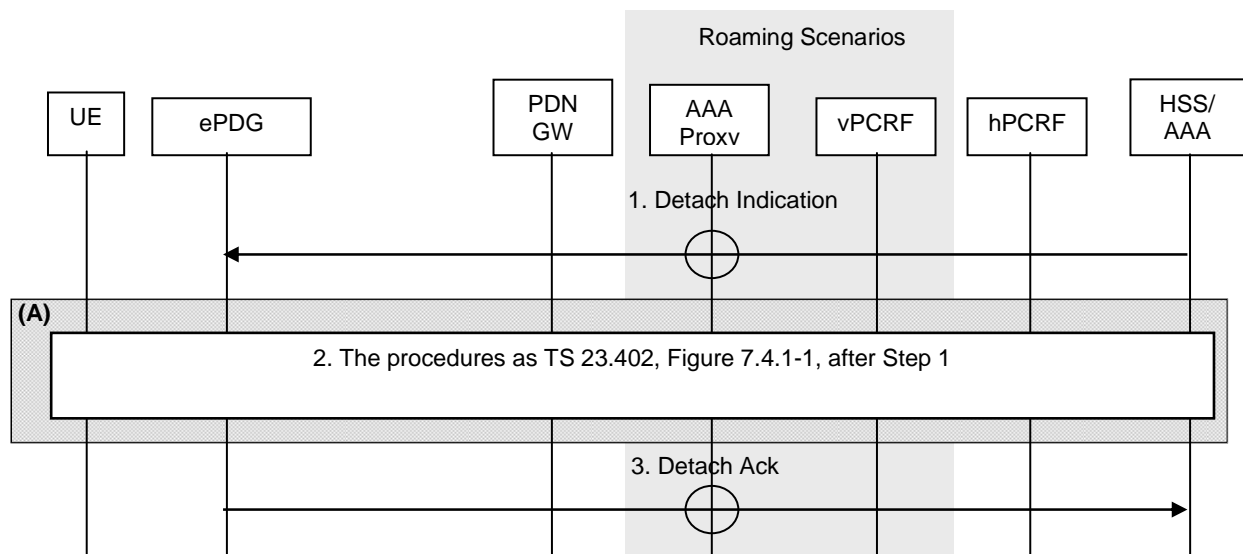 Roaming Scenarios
UE
ePDG
PDN
GW
AAA
Proxv
vPCRF
hPCRF
HSS/
AAA
1. Detach Indication
(A)
2. The procedures as TS 23.402, Figure 7.4.1-1, after Step 1
3. Detach Ack